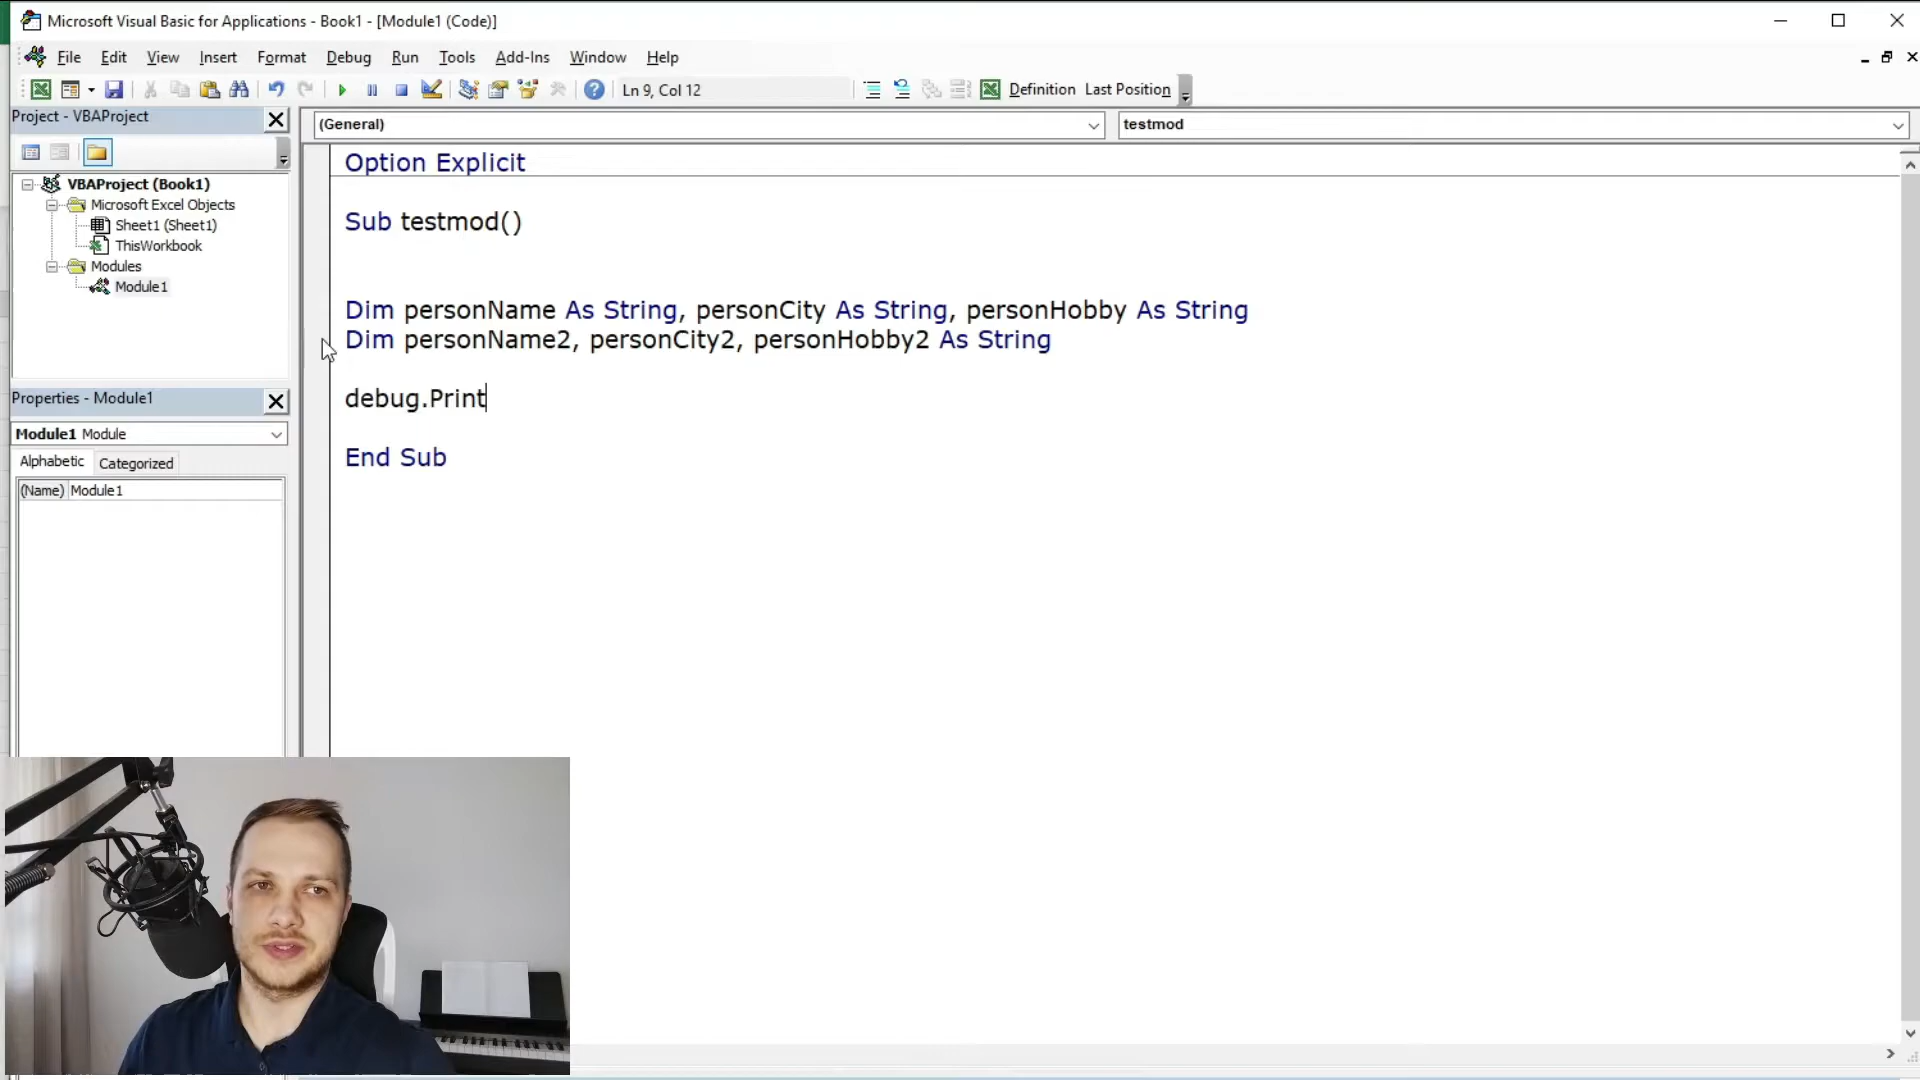 Microsoft Visual Basic for Applications - Book1 - [Module1 (Code)]
File Edit View Insert Format Debug Run Tools Add-Ins Window Help
Ln 9, Col 12 Definition Last Position
Project - VBAProject
(General) testmod
VBAProject (Book1)
Microsoft Excel Objects
Sheet1 (Sheet1)
ThisWorkbook
Modules
Module1
Properties - Module1
Module1 Module
Alphabetic Categorized
(Name) Module1
Option Explicit
Sub testmod()
Dim personName As String, personCity As String, personHobby As String
Dim personName2, personCity2, personHobby2 As String
debug.Print
End Sub